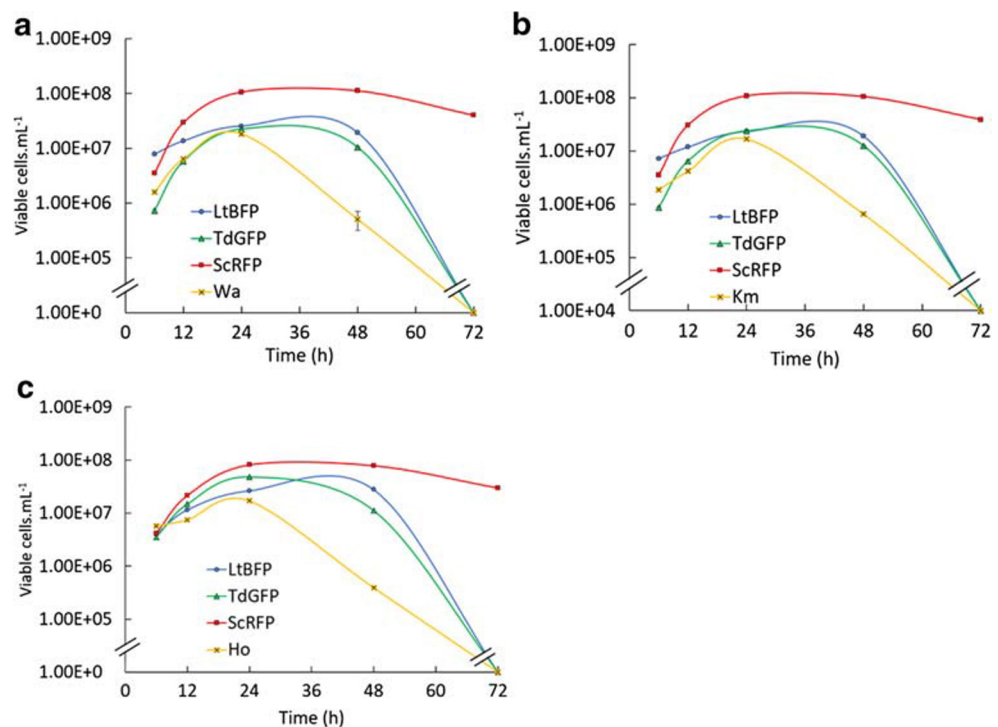 a
1.00E+09
1.00E+08
1.00E+07
1.00E+06
1.00E+05
1.00E+0
Viable cells.mL-1
LtBFP
TdGFP
ScRFP
Wa
0 12 24 36 48 60 72
Time (h)
b
1.00E+09
1.00E+08
1.00E+07
1.00E+06
1.00E+05
1.00E+04
Viable cells.mL-1
LtBFP
TdGFP
ScRFP
Km
0 12 24 36 48 60 72
Time (h)
c
1.00E+09
1.00E+08
1.00E+07
1.00E+06
1.00E+05
1.00E+0
Viable cells.mL-1
LtBFP
TdGFP
ScRFP
Ho
0 12 24 36 48 60 72
Time (h)